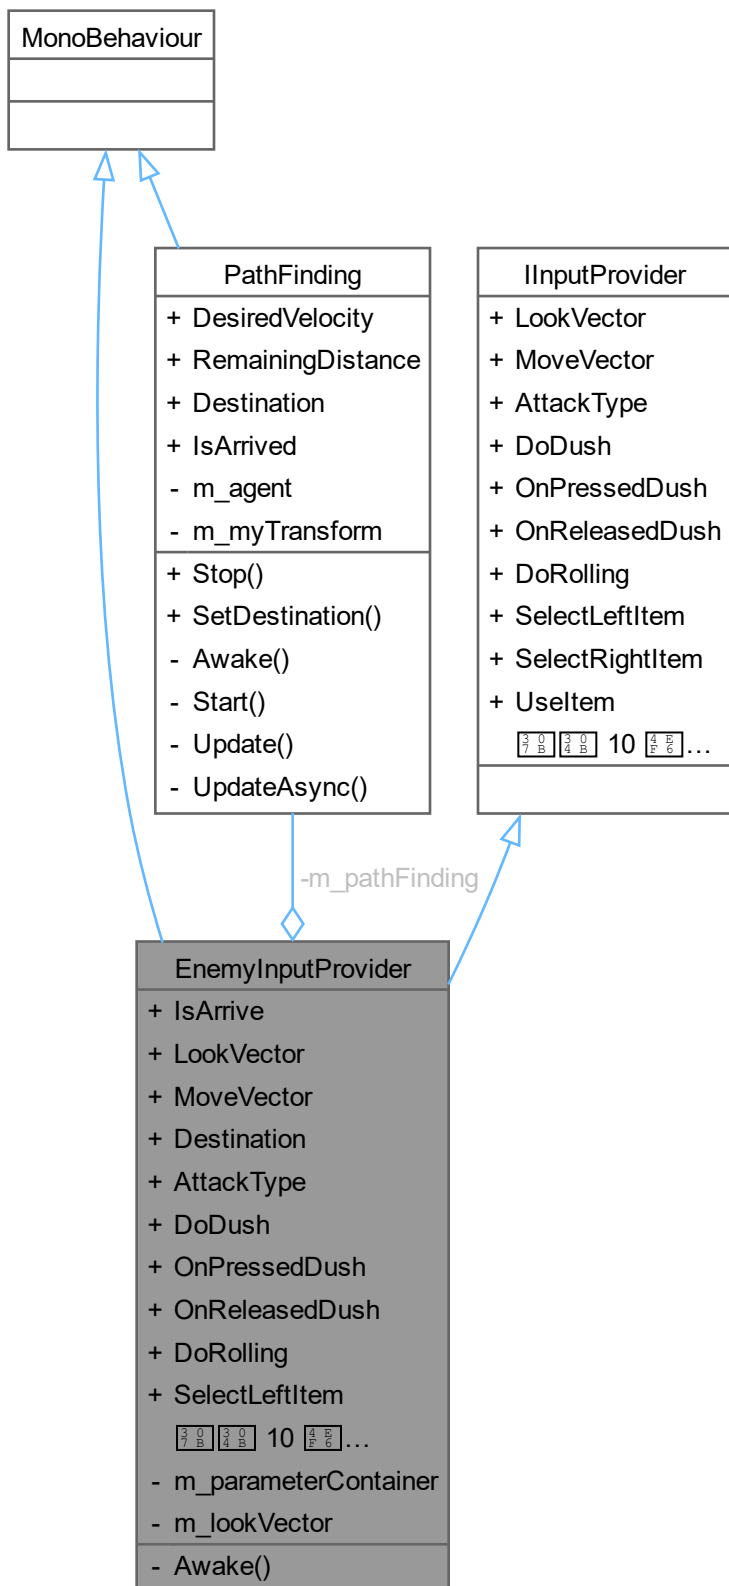 MonoBehaviour
PathFinding
+ DesiredVelocity
+ RemainingDistance
+ Destination
+ IsArrived
- m_agent
- m_myTransform
+ Stop()
+ SetDestination()
- Awake()
- Start()
- Update()
- UpdateAsync()
IInputProvider
+ LookVector
+ MoveVector
+ AttackType
+ DoDush
+ OnPressedDush
+ OnReleasedDush
+ DoRolling
+ SelectLeftItem
+ SelectRightItem
+ UseItem
10 ...
-m_pathFinding
EnemyInputProvider
+ IsArrive
+ LookVector
+ MoveVector
+ Destination
+ AttackType
+ DoDush
+ OnPressedDush
+ OnReleasedDush
+ DoRolling
+ SelectLeftItem
10 ...
- m_parameterContainer
- m_lookVector
- Awake()